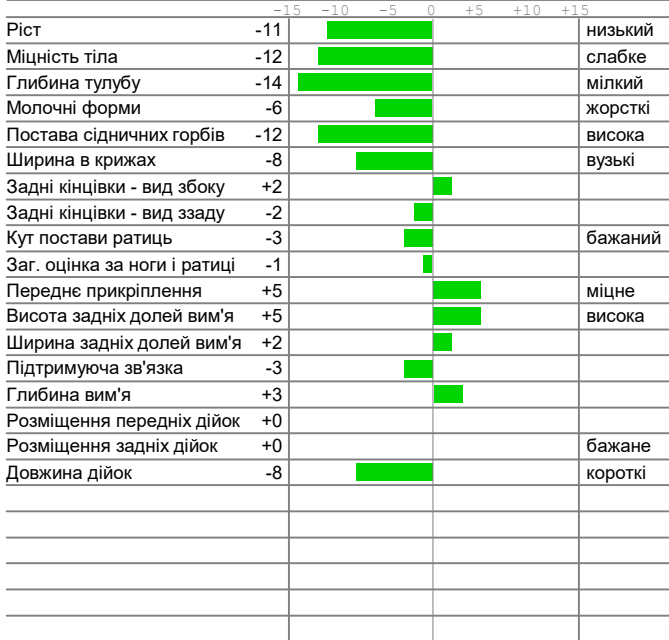 -15 -10 -5 0 +5 +10 +15
Ріст -11 низький
Міцність тіла -12 слабке
Глибина тулубу -14 мілкий
Молочні форми -6 жорсткі
Постава сідничних горбів -12 висока
Ширина в крижах -8 вузькі
Задні кінцівки - вид збоку +2
Задні кінцівки - вид ззаду -2
Кут постави ратиць -3 бажаний
Заг. оцінка за ноги і ратиці -1
Переднє прикріплення +5 міцне
Висота задніх долей вим'я +5 висока
Ширина задніх долей вим'я +2
Підтримуюча зв'язка -3
Глибина вим'я +3
Розміщення передніх дійок +0
Розміщення задніх дійок +0 бажане
Довжина дійок -8 короткі